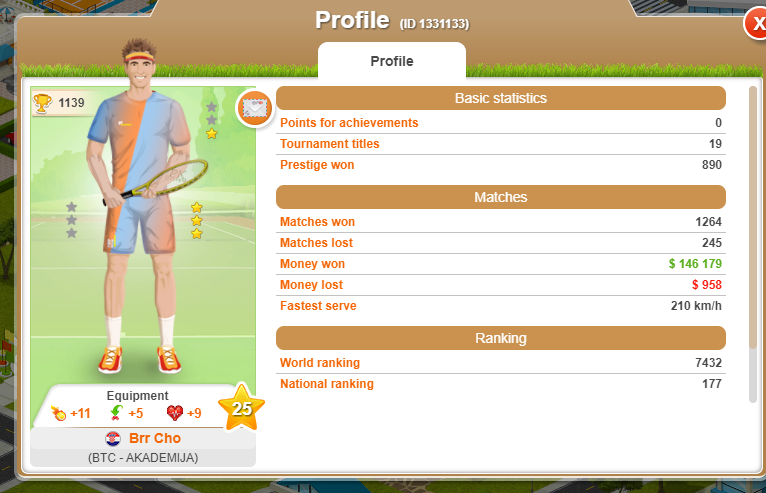 Profile (ID 1331133)
X
Profile
1139
Basic statistics
Points for achievements 0
Tournament titles 19
Prestige won 890
Matches
Matches won 1264
Matches lost 245
Money won $ 146 179
Money lost $ 958
Fastest serve 210 km/h
Ranking
World ranking 7432
National ranking 177
Equipment
+11 +5 +9
25
Brr Cho
(BTC - AKADEMIJA)